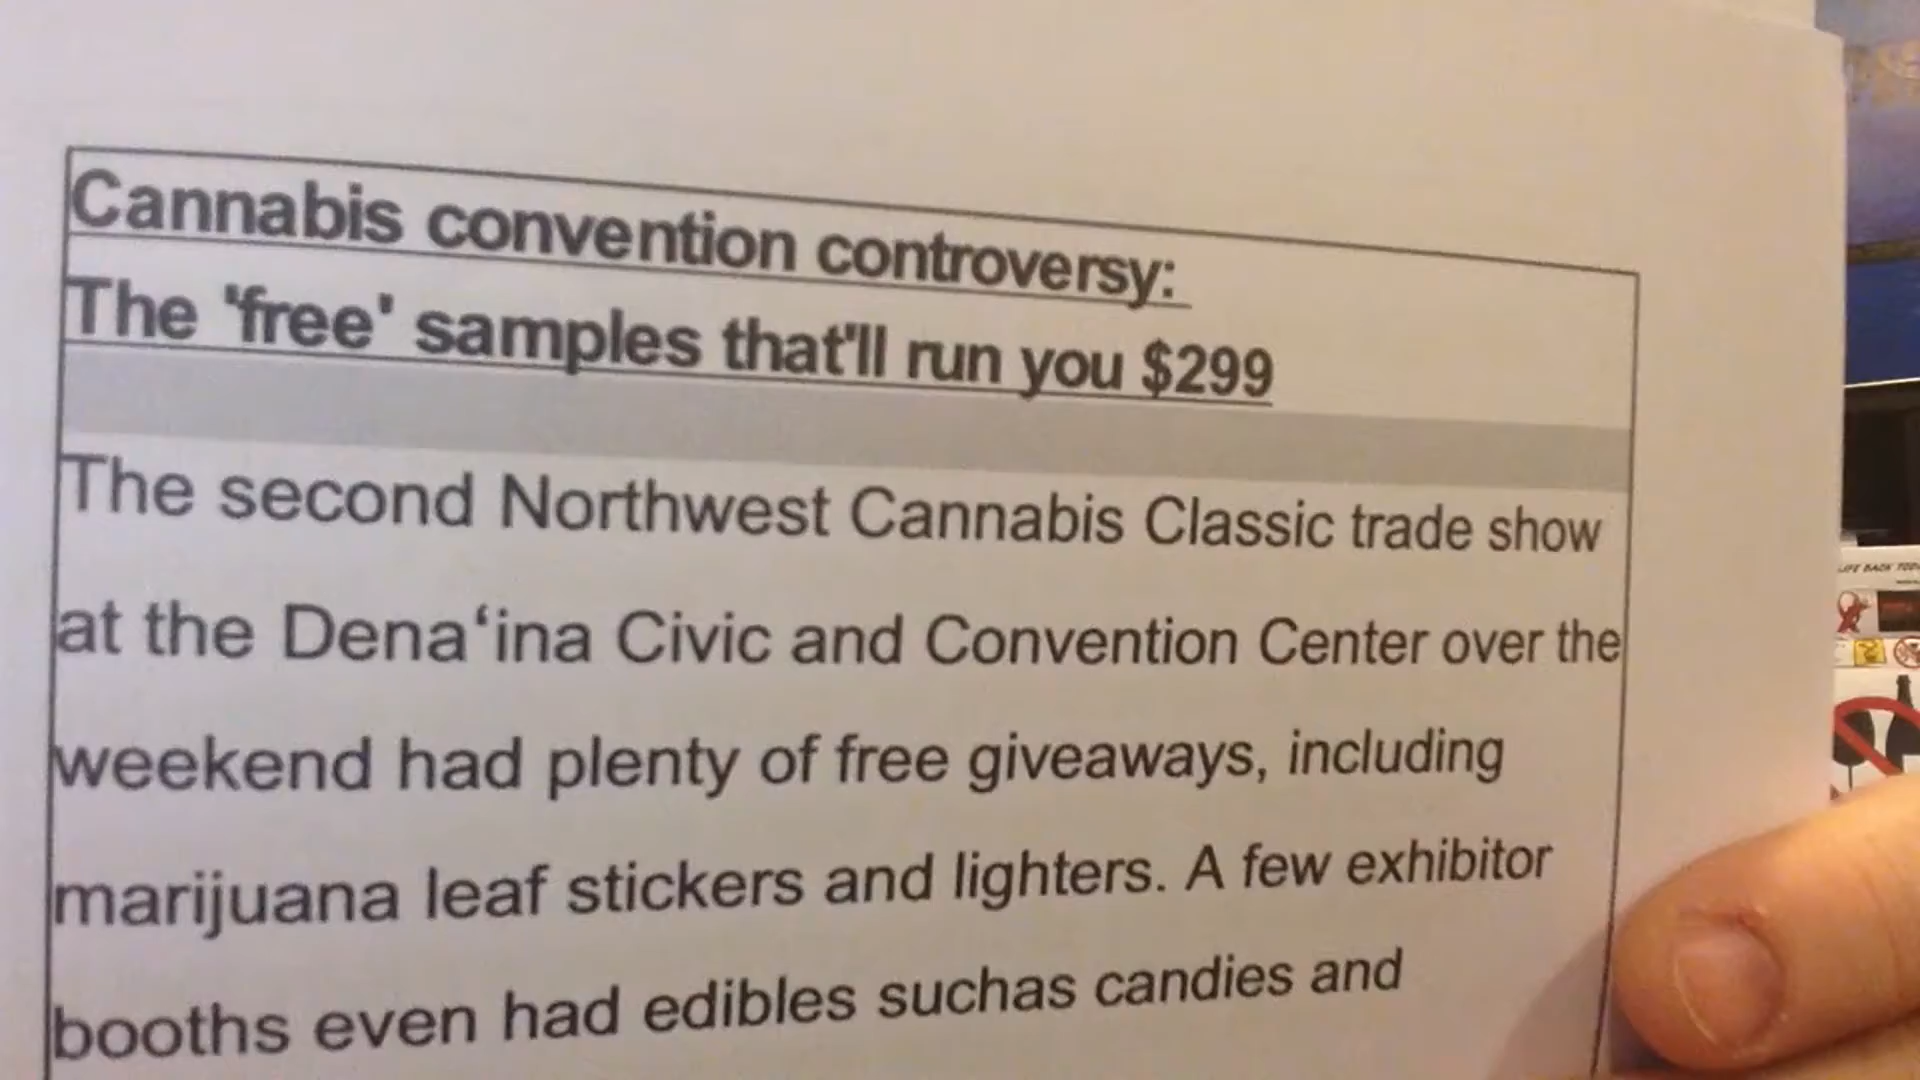 Cannabis convention controversy:
The 'free' samples that'll run you $299
The second Northwest Cannabis Classic trade show
at the Dena‘ina Civic and Convention Center over the
weekend had plenty of free giveaways, including
marijuana leaf stickers and lighters. A few exhibitor
booths even had edibles suchas candies and
BACK